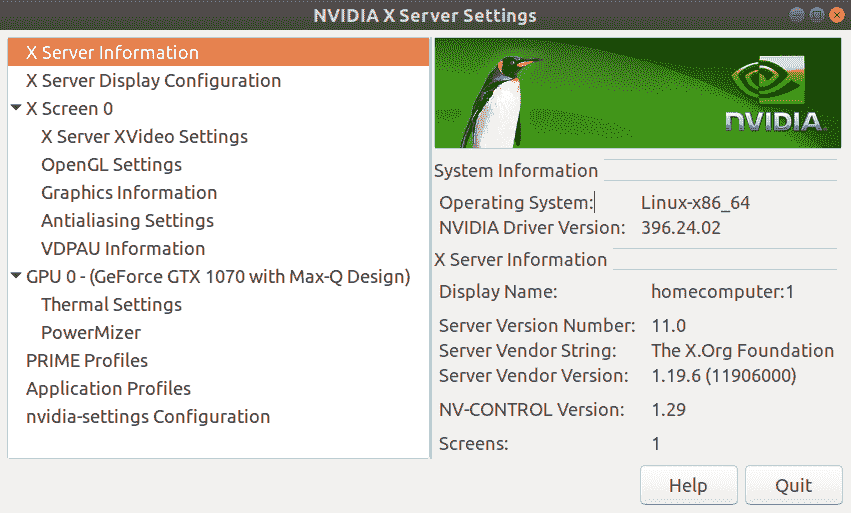 NVIDIA X Server Settings
X Server Information
X Server Display Configuration
X Screen 0
X Server XVideo Settings
OpenGL Settings
Graphics Information
Antialiasing Settings
VDPAU Information
GPU 0 - (GeForce GTX 1070 with Max-Q Design)
Thermal Settings
PowerMizer
PRIME Profiles
Application Profiles
nvidia-settings Configuration
NVIDIA.
System Information
Operating System: Linux-x86_64
NVIDIA Driver Version: 396.24.02
X Server Information
Display Name: homecomputer:1
Server Version Number: 11.0
Server Vendor String: The X.Org Foundation
Server Vendor Version: 1.19.6 (11906000)
NV-CONTROL Version: 1.29
Screens: 1
Help Quit